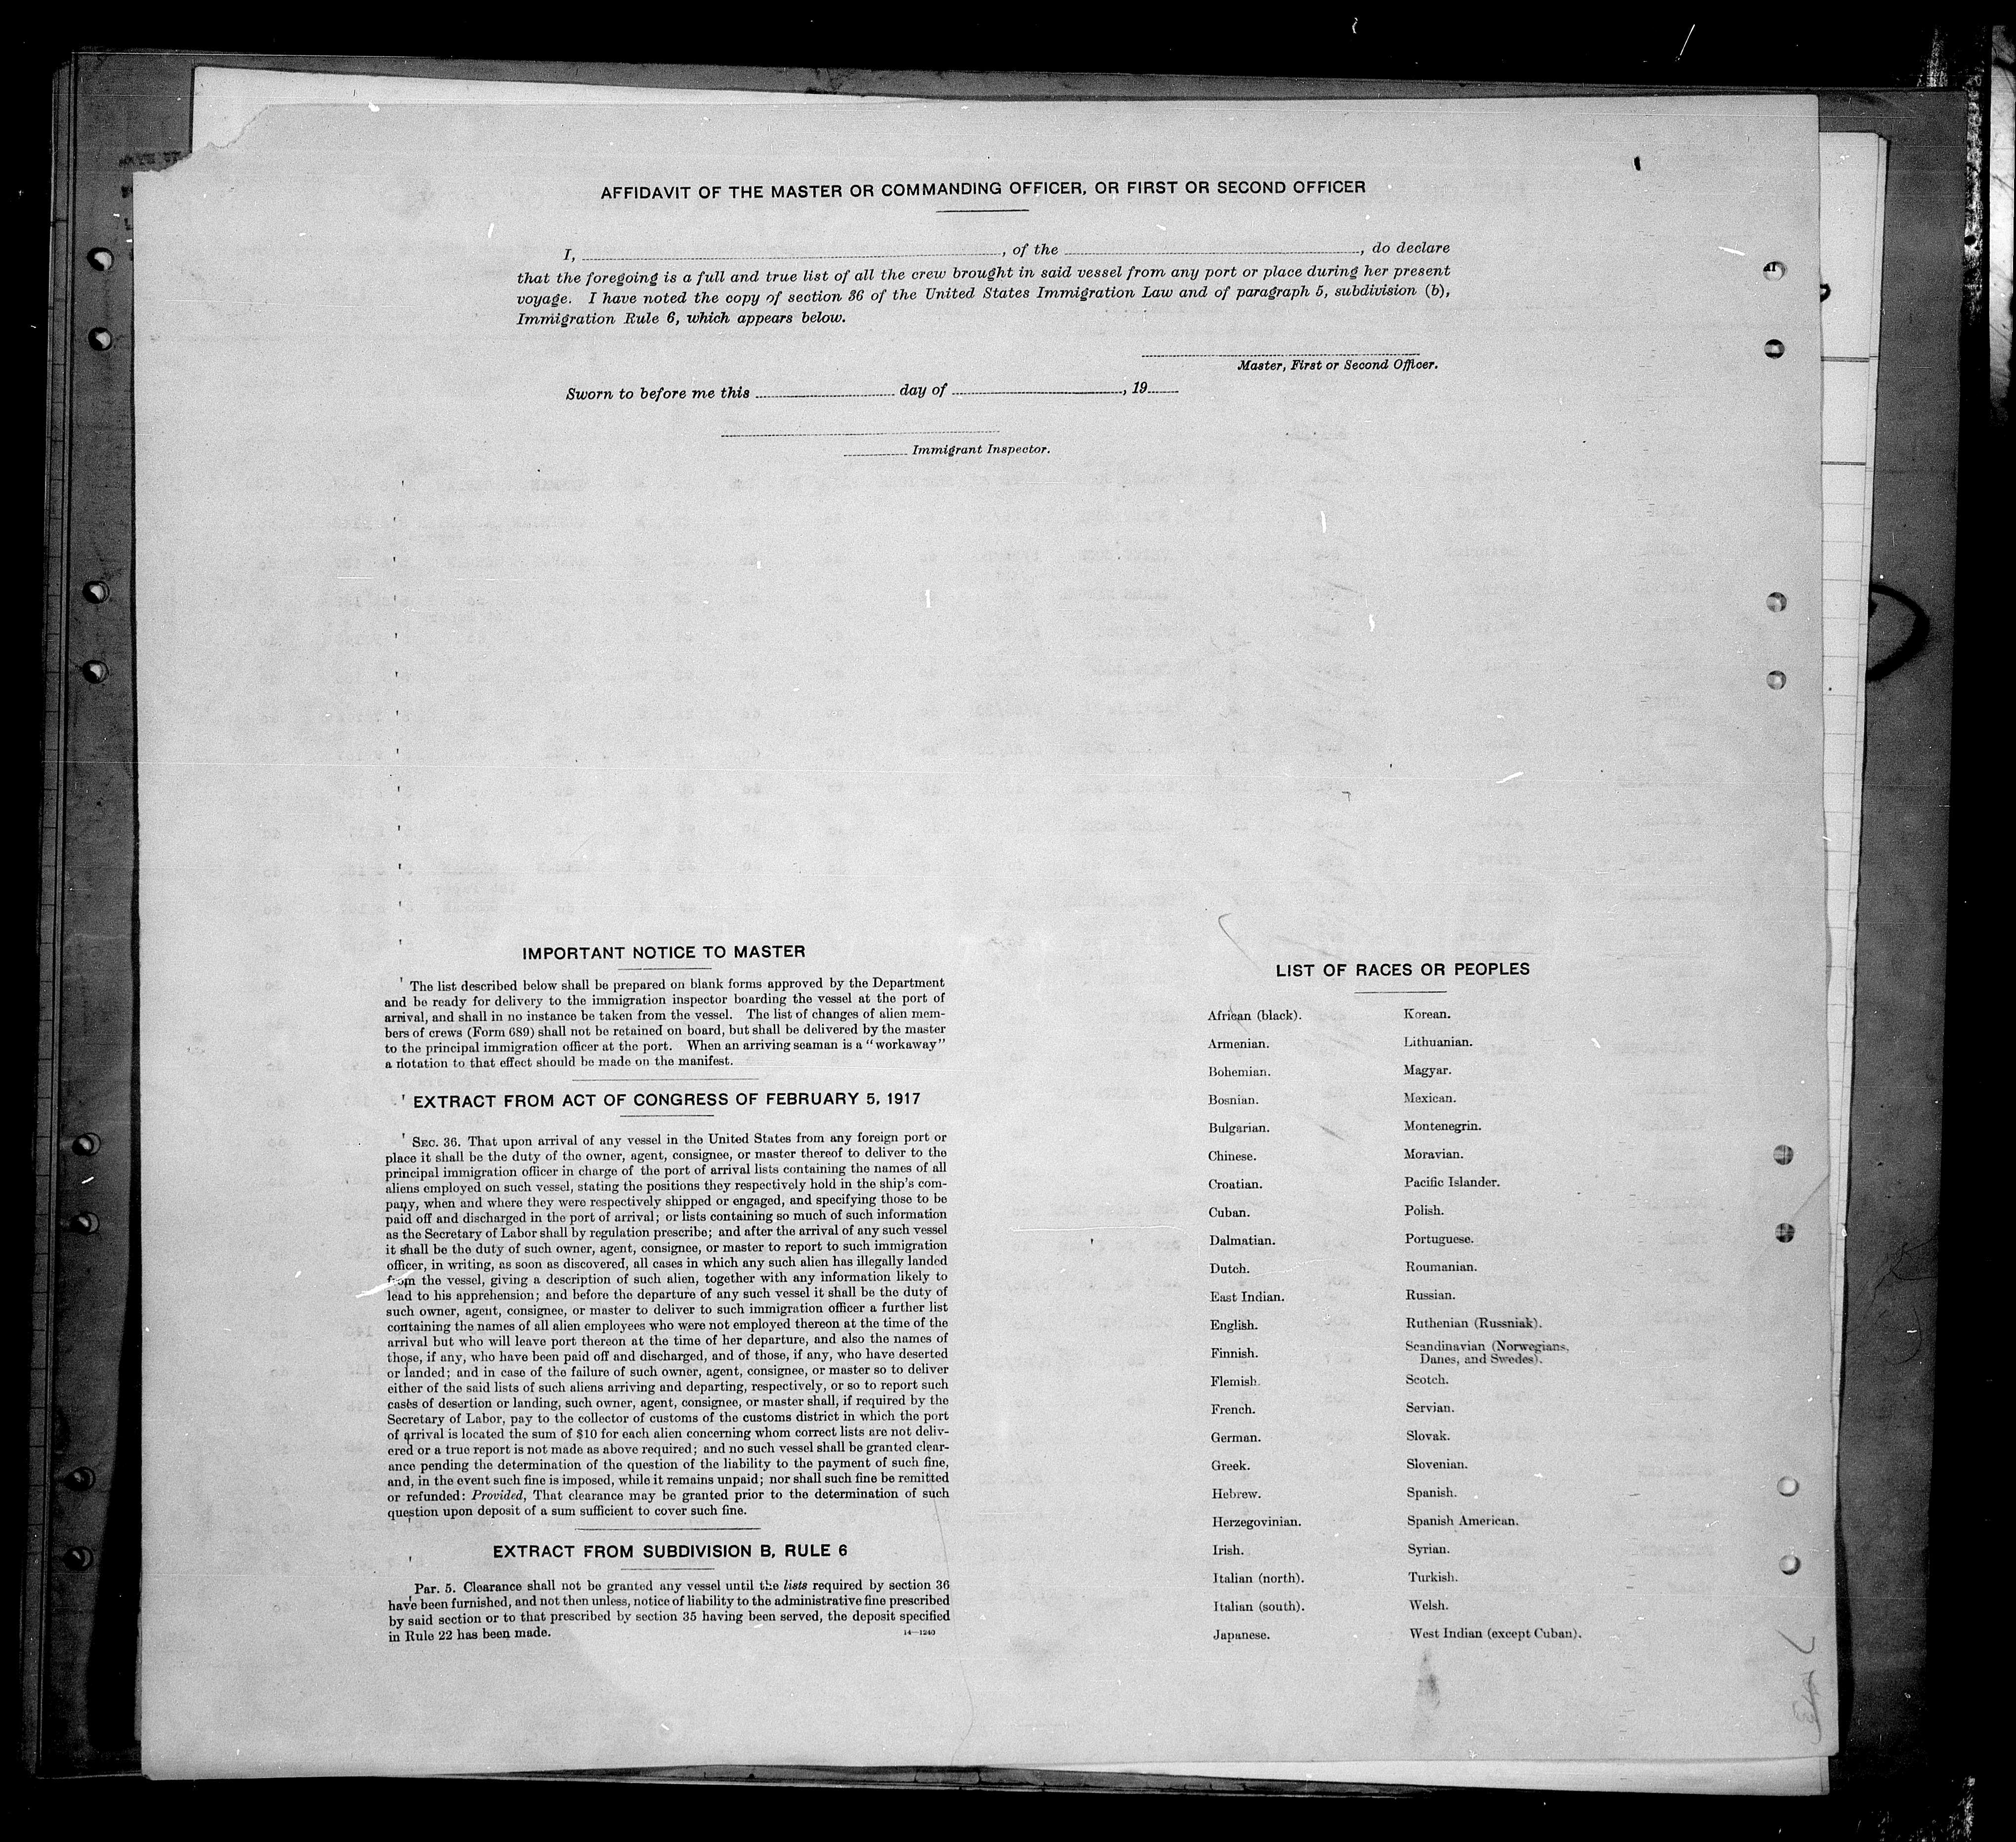 AFFIDAVIT OF THE MASTER OR COMMANDING OFFICER, OR FIRST OR SECOND OFFICER
I, , of the , do declare
that the foregoing is a full and true list of all the crew brought in said vessel from any port or place during her present
voyage. I have noted the copy of section 36 of the United States Immigration Law and of paragraph 5, subdivision (b),
Immigration Rule 6, which appears below.
Master, First or Second Officer.
Sworn to before me this day of , 19
Immigrant Inspector.
IMPORTANT NOTICE TO MASTER
The list described below shall be prepared on blank forms approved by the Department
and be ready for delivery to the immigration inspector boarding the vessel at the port of
arrival, and shall in no instance be taken from the vessel. The list of changes of alien mem-
bers of crews (Form 689) shall not be retained on board, but shall be delivered by the master
to the principal immigration officer at the port. When an arriving seaman is a "workaway"
a notation to that effect should be made on the manifest.
EXTRACT FROM ACT OF CONGRESS OF FEBRUARY 5, 1917
SEC. 36. That upon arrival of any vessel in the United States from any foreign port or
place it shall be the duty of the owner, agent, consignee, or master thereof to deliver to the
principal immigration officer in charge of the port of arrival lists containing the names of all
aliens employed on such vessel, stating the positions they respectively hold in the ship's com-
pany, when and where they were respectively shipped or engaged, and specifying those to be
paid off and discharged in the port of arrival; or lists containing so much of such information
as the Secretary of Labor shall by regulation prescribe; and after the arrival of any such vessel
it shall be the duty of such owner, agent, consignee, or master to report to such immigration
officer, in writing, as soon as discovered, all cases in which any such alien has illegally landed
from the vessel, giving a description of such alien, together with any information likely to
lead to his apprehension; and before the departure of any such vessel it shall be the duty of
such owner, agent, consignee, or master to deliver to such immigration officer a further list
containing the names of all alien employees who were not employed thereon at the time of the
arrival but who will leave port thereon at the time of her departure, and also the names of
those, if any, who have been paid off and discharged, and of those, if any, who have deserted
or landed; and in case of the failure of such owner, agent, consignee, or master so to deliver
either of the said lists of such aliens arriving and departing, respectively, or so to report such
cases of desertion or landing, such owner, agent, consignee, or master shall, if required by the
Secretary of Labor, pay to the collector of customs of the customs district in which the port
of arrival is located the sum of $10 for each alien concerning whom correct lists are not deliv-
ered or a true report is not made as above required; and no such vessel shall be granted clear-
ance pending the determination of the question of the liability to the payment of such fine,
and, in the event such fine is imposed, while it remains unpaid; nor shall such fine be remitted
or refunded: Provided, That clearance may be granted prior to the determination of such
question upon deposit of a sum sufficient to cover such fine.
EXTRACT FROM SUBDIVISION B, RULE 6
Par. 5. Clearance shall not be granted any vessel until the lists required by section 36
have been furnished, and not then unless, notice of liability to the administrative fine prescribed
by said section or to that prescribed by section 35 having been served, the deposit specified
in Rule 22 has been made.
14—1240
LIST OF RACES OR PEOPLES
African (black).
Armenian.
Bohemian.
Bosnian.
Bulgarian.
Chinese.
Croatian.
Cuban.
Dalmatian.
Dutch.
East Indian.
English.
Finnish.
Flemish.
French.
German.
Greek.
Hebrew.
Herzegovinian.
Irish.
Italian (north).
Italian (south).
Japanese.
Korean.
Lithuanian.
Magyar.
Mexican.
Montenegrin.
Moravian.
Pacific Islander.
Polish.
Portuguese.
Roumanian.
Russian.
Ruthenian (Russniak).
Scandinavian (Norwegians,
Danes, and Swedes).
Scotch.
Servian.
Slovak.
Slovenian.
Spanish.
Spanish American.
Syrian.
Turkish.
Welsh.
West Indian (except Cuban).